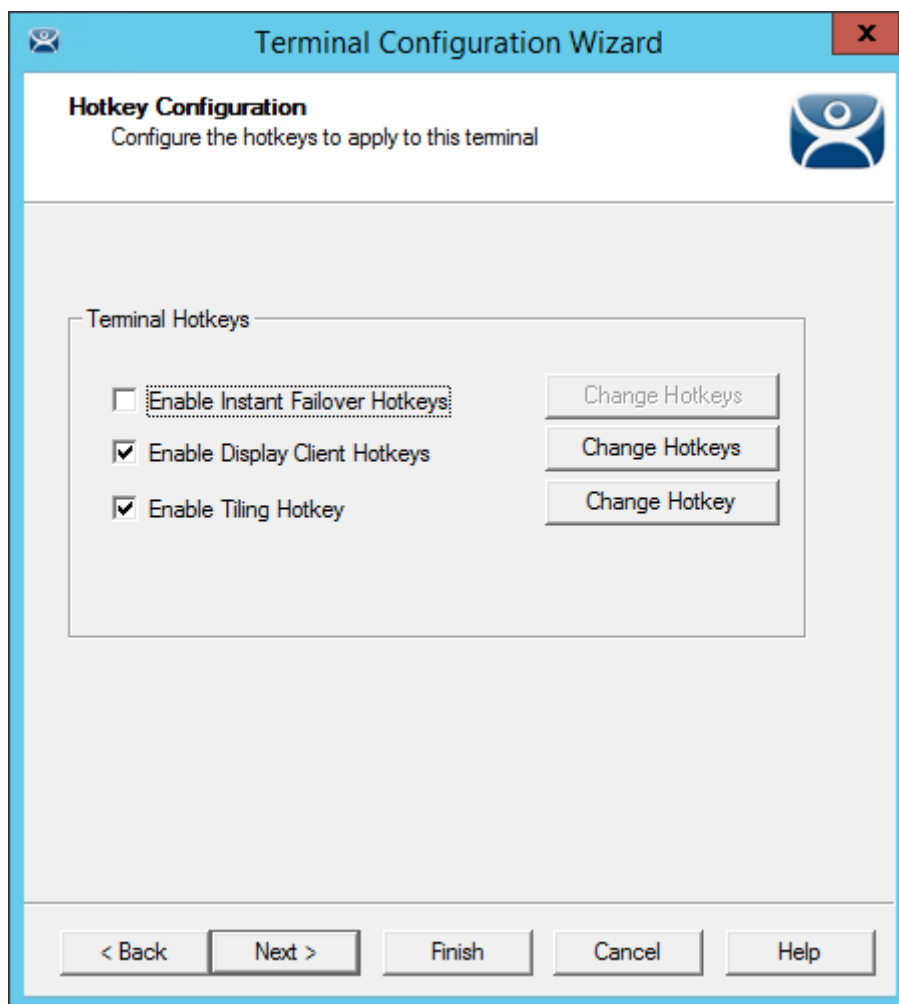 Terminal Configuration Wizard
x
Hotkey Configuration
Configure the hotkeys to apply to this terminal
Terminal Hotkeys
Enable Instant Failover Hotkeys
Change Hotkeys
Enable Display Client Hotkeys
Change Hotkeys
Enable Tiling Hotkey
Change Hotkey
< Back
Next >
Finish
Cancel
Help